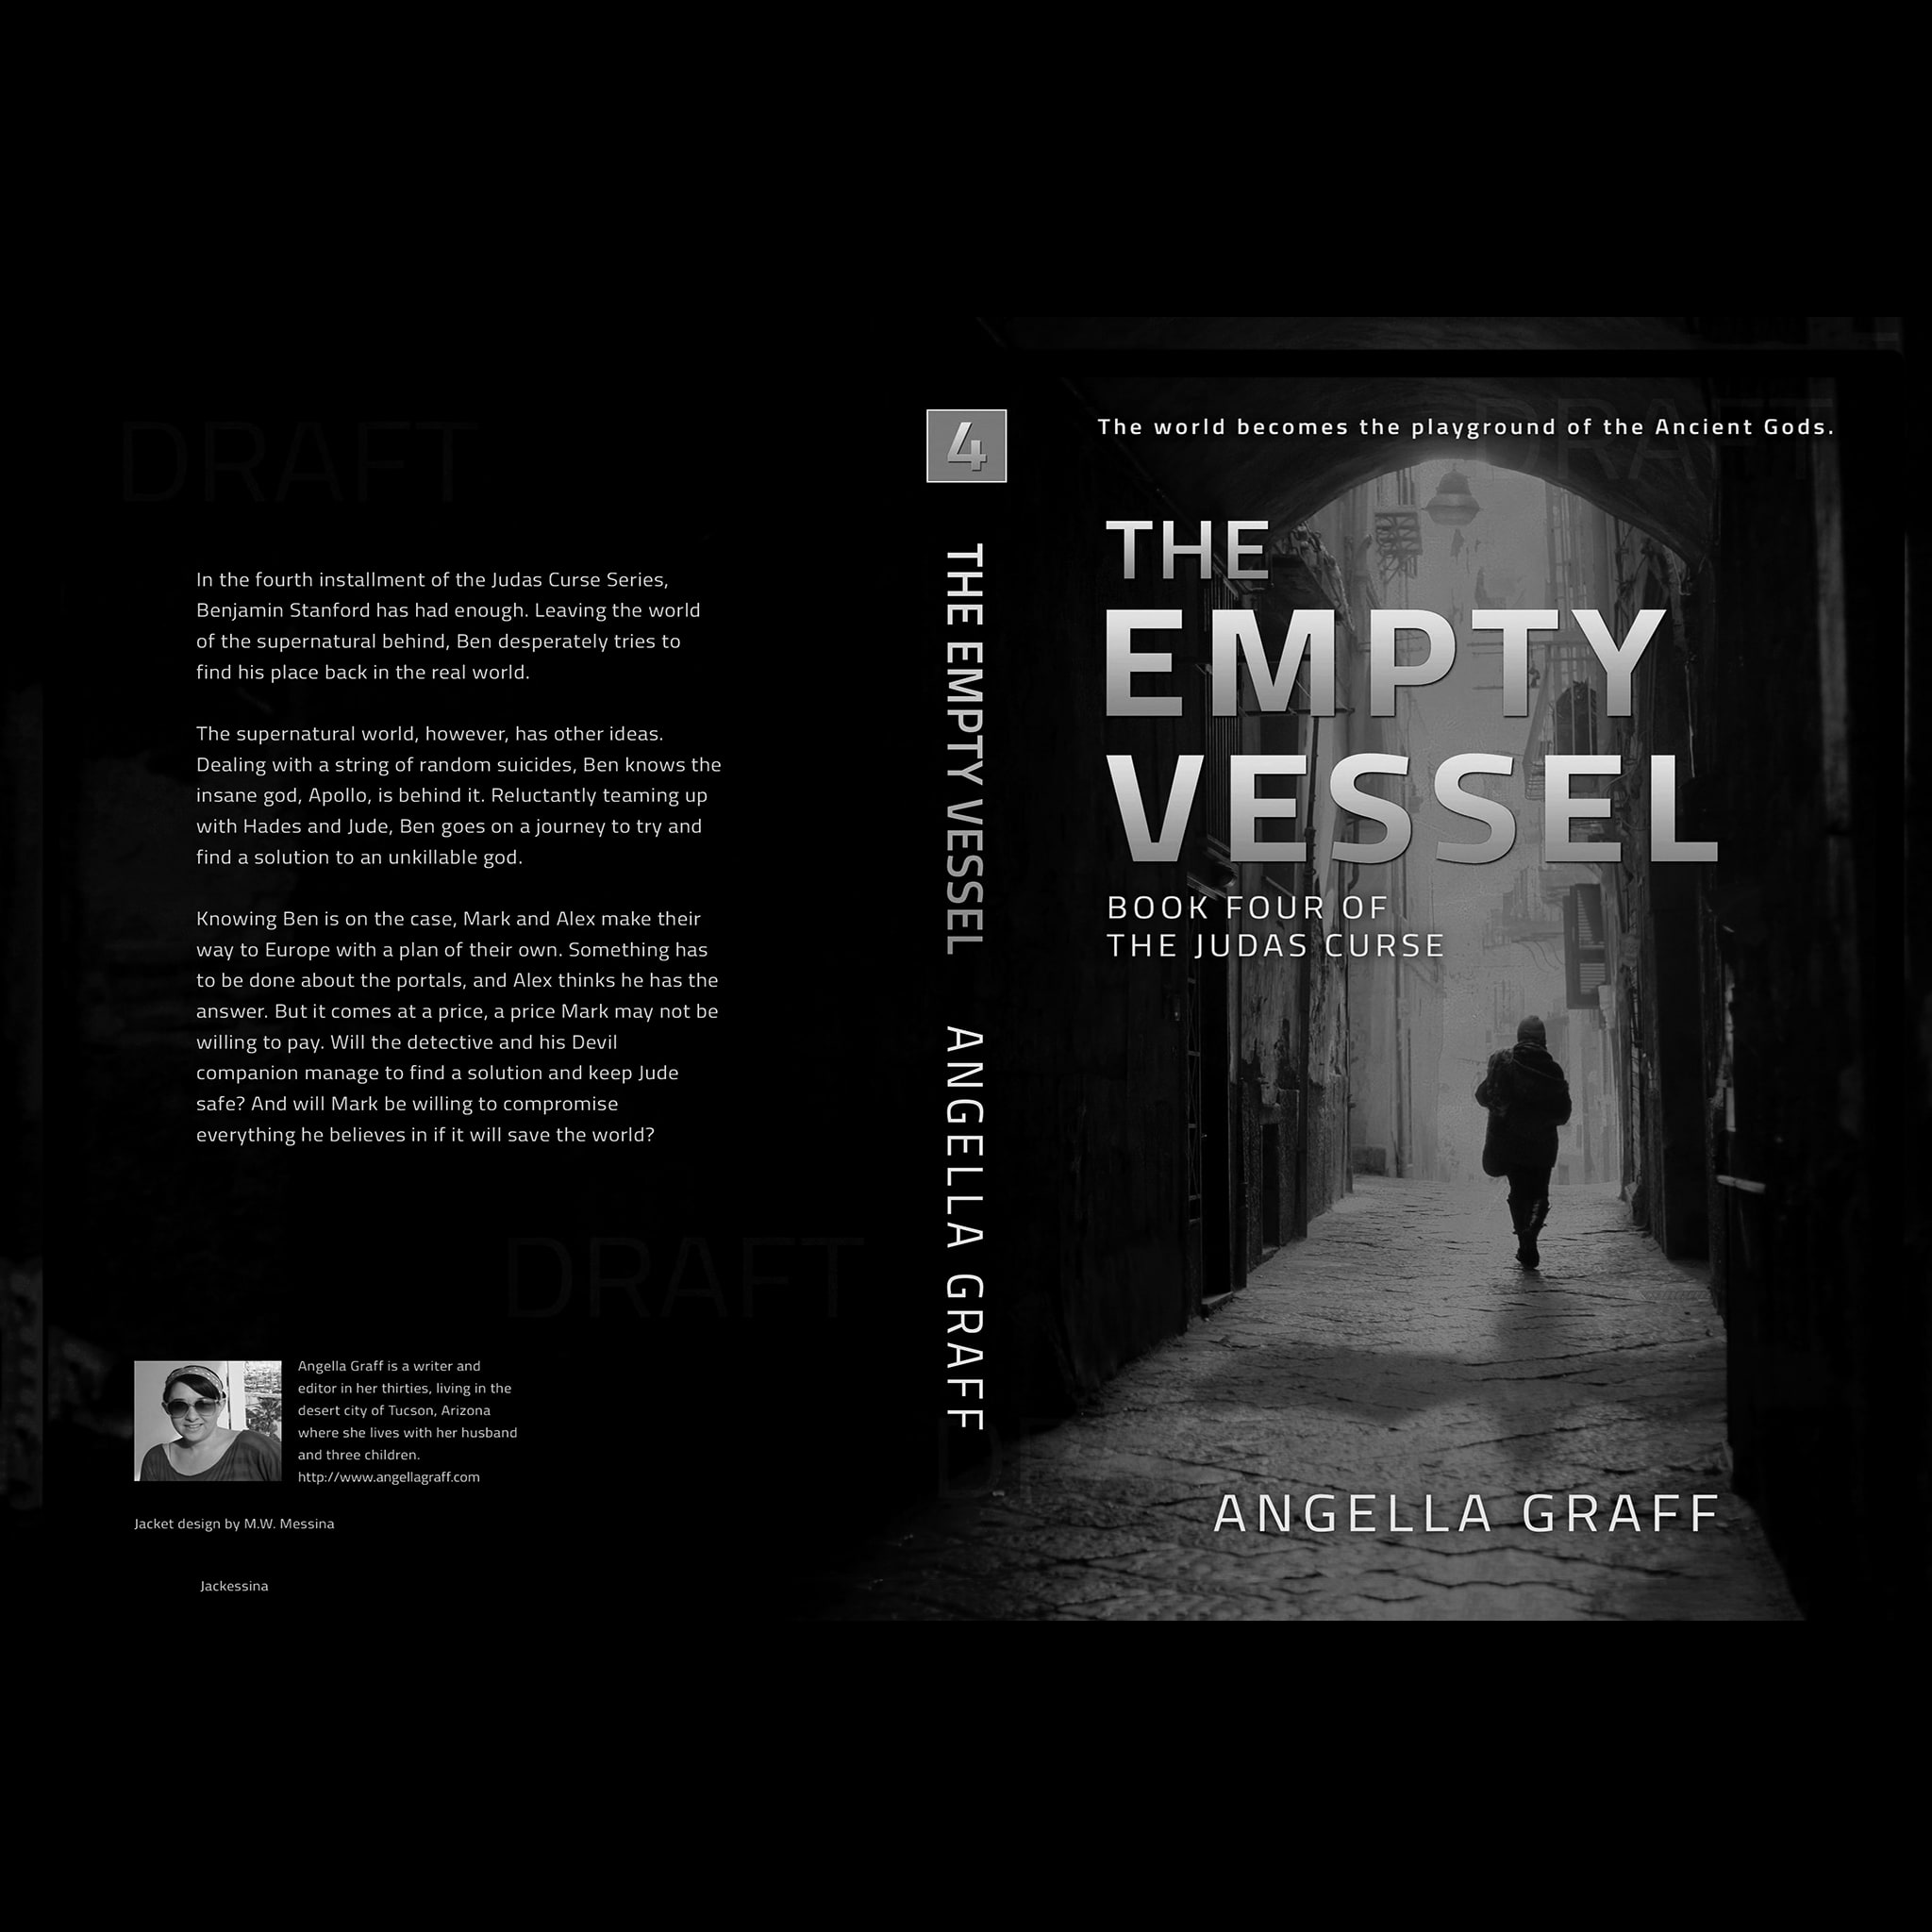 DRAFT
In the fourth installment of the Judas Curse Series,
Benjamin Stanford has had enough. Leaving the world
of the supernatural behind, Ben desperately tries to
find his place back in the real world.
The supernatural world, however, has other ideas.
Dealing with a string of random suicides, Ben knows the
insane god, Apollo, is behind it. Reluctantly teaming up
with Hades and Jude, Ben goes on a journey to try and
find a solution to an unkillable god.
Knowing Ben is on the case, Mark and Alex make their
way to Europe with a plan of their own. Something has
to be done about the portals, and Alex thinks he has the
answer. But it comes at a price, a price Mark may not be
willing to pay. Will the detective and his Devil
companion manage to find a solution and keep Jude
safe? And will Mark be willing to compromise
everything he believes in if it will save the world?
DRAFT
Angella Graff is a writer and
editor in her thirties, living in the
desert city of Tucson, Arizona
where she lives with her husband
and three children.
http://www.angellagraff.com
Jacket design by M.W. Messina
Jackessina
4
THE EMPTY VESSEL
ANGELLA GRAFF
DRAFT
The world becomes the playground of the Ancient Gods.
THE
EMPTY
VESSEL
BOOK FOUR OF
THE JUDAS CURSE
ANGELLA GRAFF